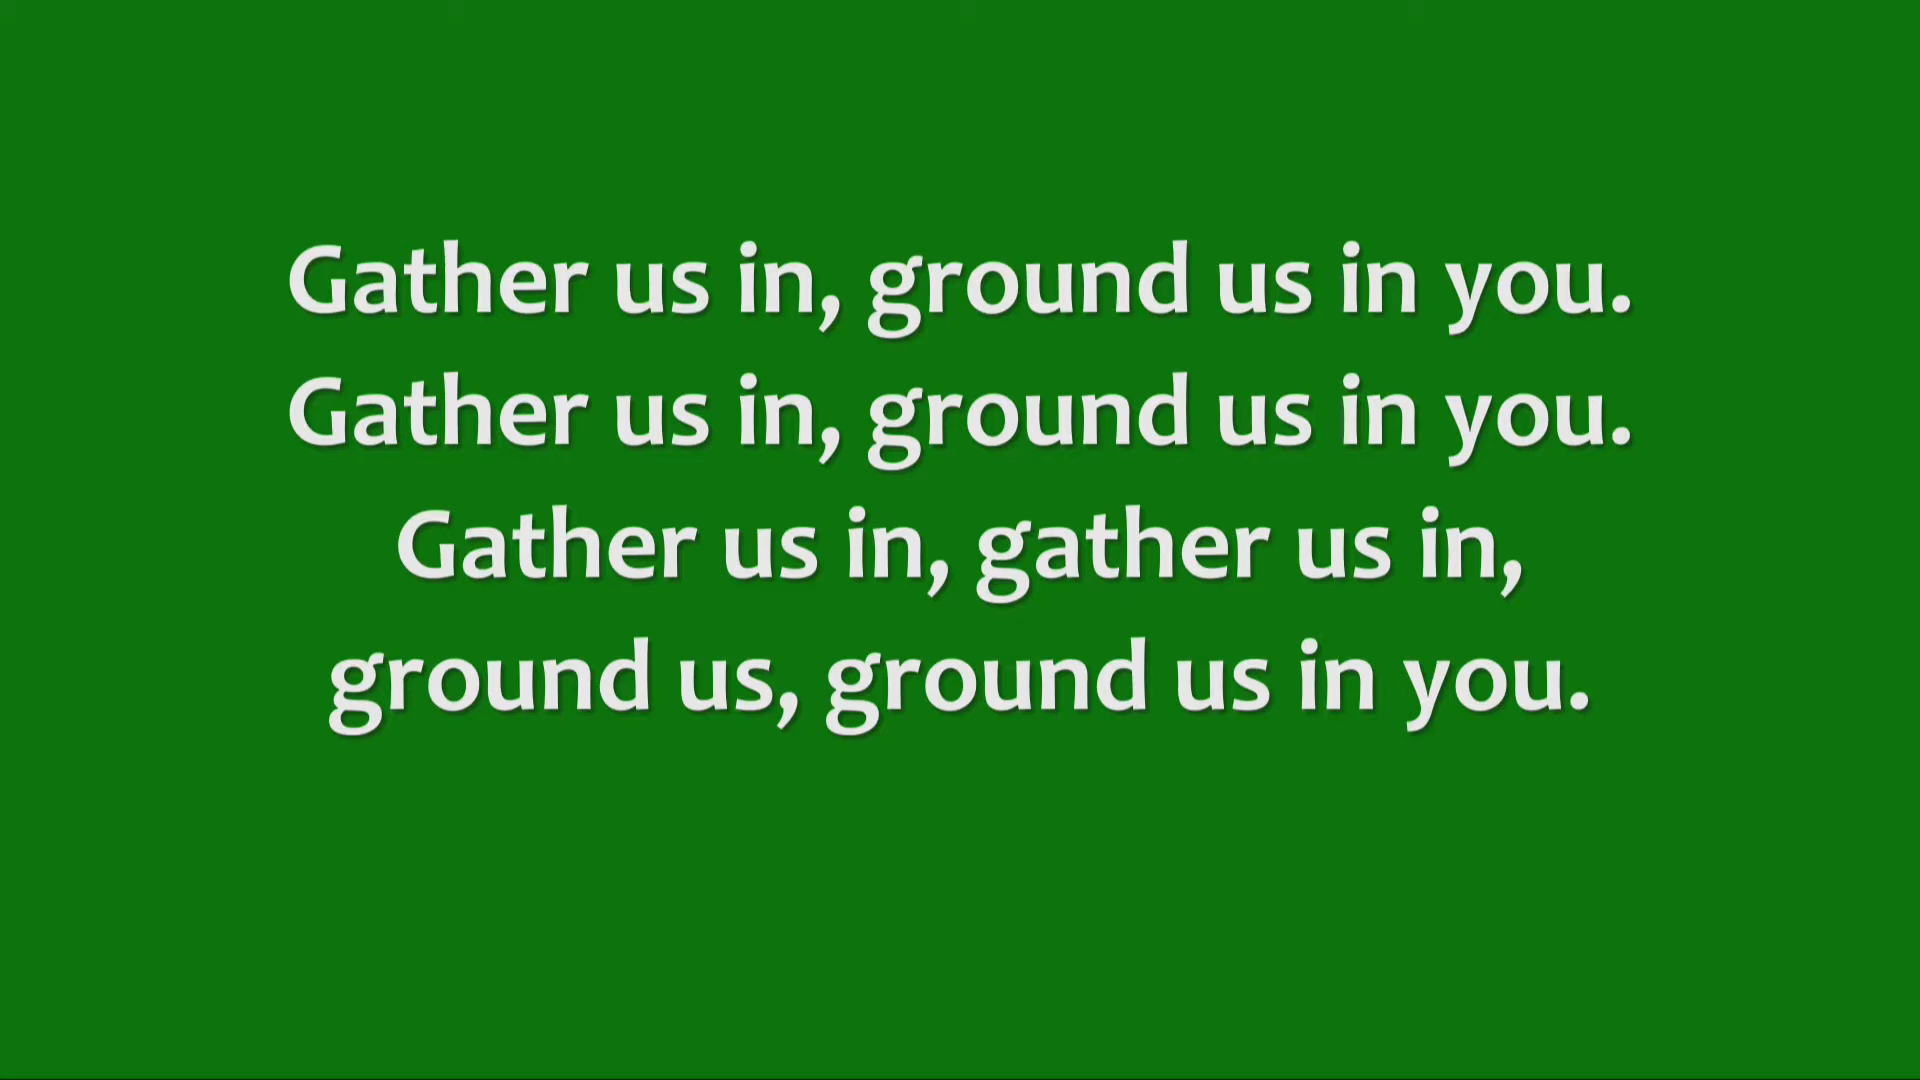 Gather us in, ground us in you.
Gather us in, ground us in you.
Gather us in, gather us in,
ground us, ground us in you.